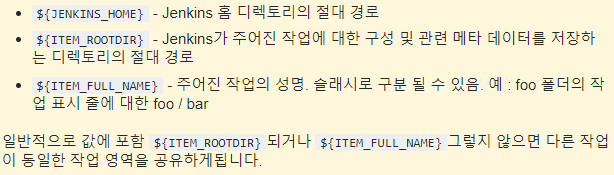 • ${JENKINS_HOME} - Jenkins 홈 디렉토리의 절대 경로
• ${ITEM_ROOTDIR} - Jenkins가 주어진 작업에 대한 구성 및 관련 메타 데이터를 저장하
는 디렉토리의 절대 경로
• ${ITEM_FULL_NAME} - 주어진 작업의 성명. 슬래시로 구분 될 수 있음. 예 : foo 폴더의 작
업 표시 줄에 대한 foo / bar
일반적으로 값에 포함 ${ITEM_ROOTDIR} 되거나 ${ITEM_FULL_NAME} 그렇지 않으면 다른 작업
이 동일한 작업 영역을 공유하게됩니다.